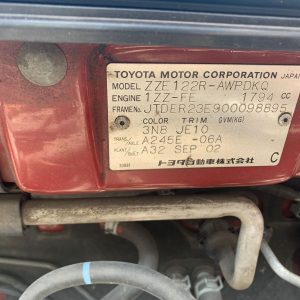 TOYOTA MOTOR CORPORATION JAPAN
MODEL ZZE122R-AWPDKQ
ENGINE 1ZZ-FE 1794 CC
FRAME No. JTDER23E900098895
COLOR TRIM GVM(KG)
3N8 JE10
TRANS/AXLE A245E -06A
PLANT/BUILT A32 SEP 02
トヨタ自動車株式会社
C